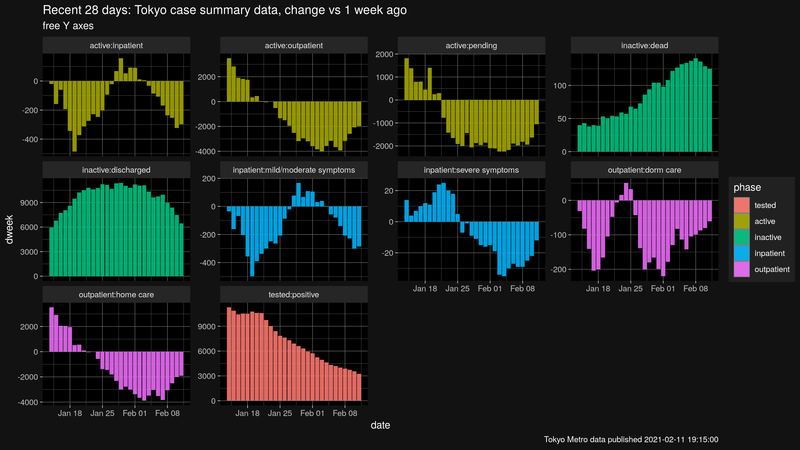 Recent 28 days: Tokyo case summary data, change vs 1 week ago
free Y axes
active:inpatient
active:outpatient
active:pending
inactive:dead
0
-200
-400
2000
0
-2000
-4000
2000
1000
0
-1000
-2000
100
50
0
inactive:discharged
inpatient:mild/moderate symptoms
inpatient:severe symptoms
outpatient:dorm care
12000
9000
6000
3000
0
200
0
-200
-400
20
0
-20
0
-100
-200
Jan 18 Jan 25 Feb 01 Feb 08
Jan 18 Jan 25 Feb 01 Feb 08
outpatient:home care
tested:positive
2000
0
-2000
-4000
9000
6000
3000
0
Jan 18 Jan 25 Feb 01 Feb 08
Jan 18 Jan 25 Feb 01 Feb 08
dweek
date
phase
tested
active
inactive
inpatient
outpatient
Tokyo Metro data published 2021-02-11 19:15:00